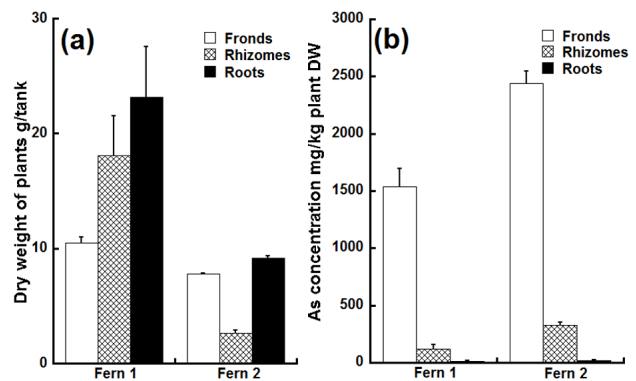 (a)
Fronds
Rhizomes
Roots
Dry weight of plants g/tank
30
20
10
0
Fern 1 Fern 2
(b)
Fronds
Rhizomes
Roots
As concentration mg/kg plant DW
3000
2500
2000
1500
1000
500
0
Fern 1 Fern 2